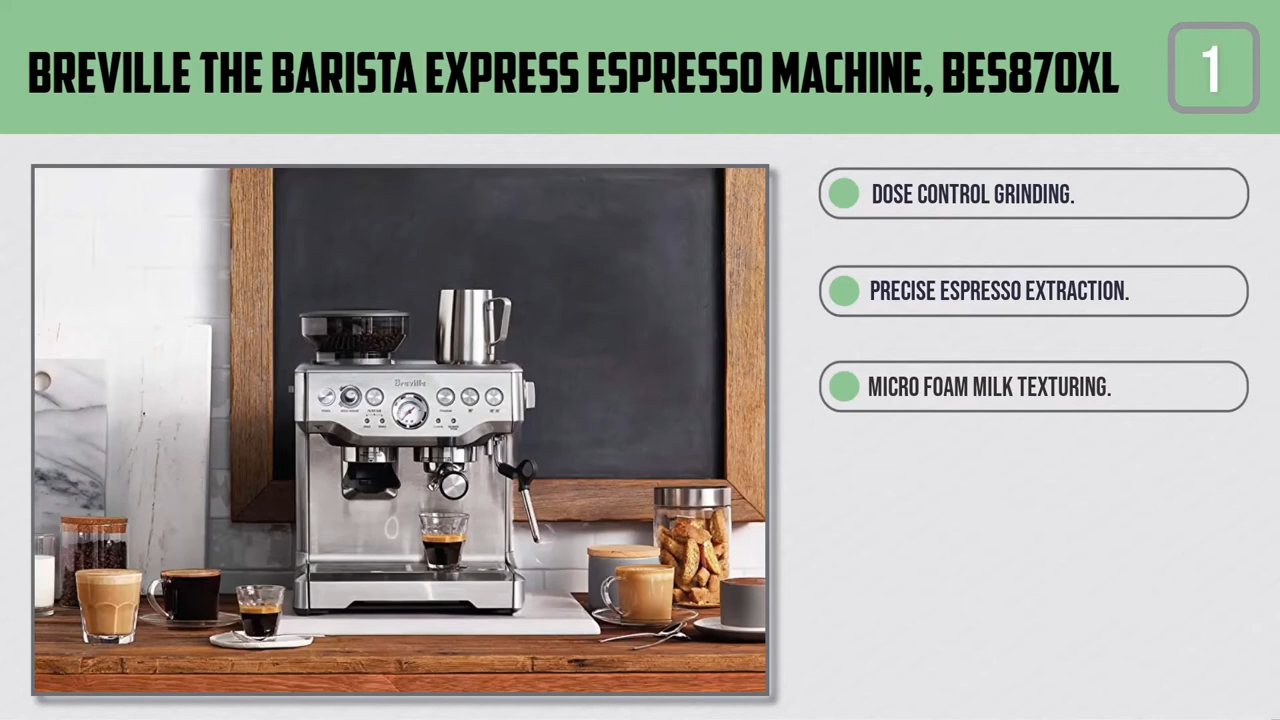 BREVILLE THE BARISTA EXPRESS ESPRESSO MACHINE, BES870XL
1
DOSE CONTROL GRINDING.
PRECISE ESPRESSO EXTRACTION.
MICRO FOAM MILK TEXTURING.
Breville